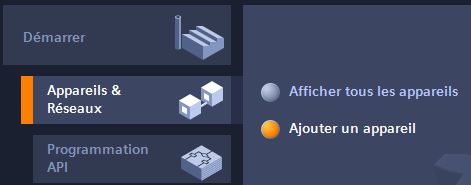 Démarrer
Appareils &
Réseaux
Programmation
API
Afficher tous les appareils
Ajouter un appareil